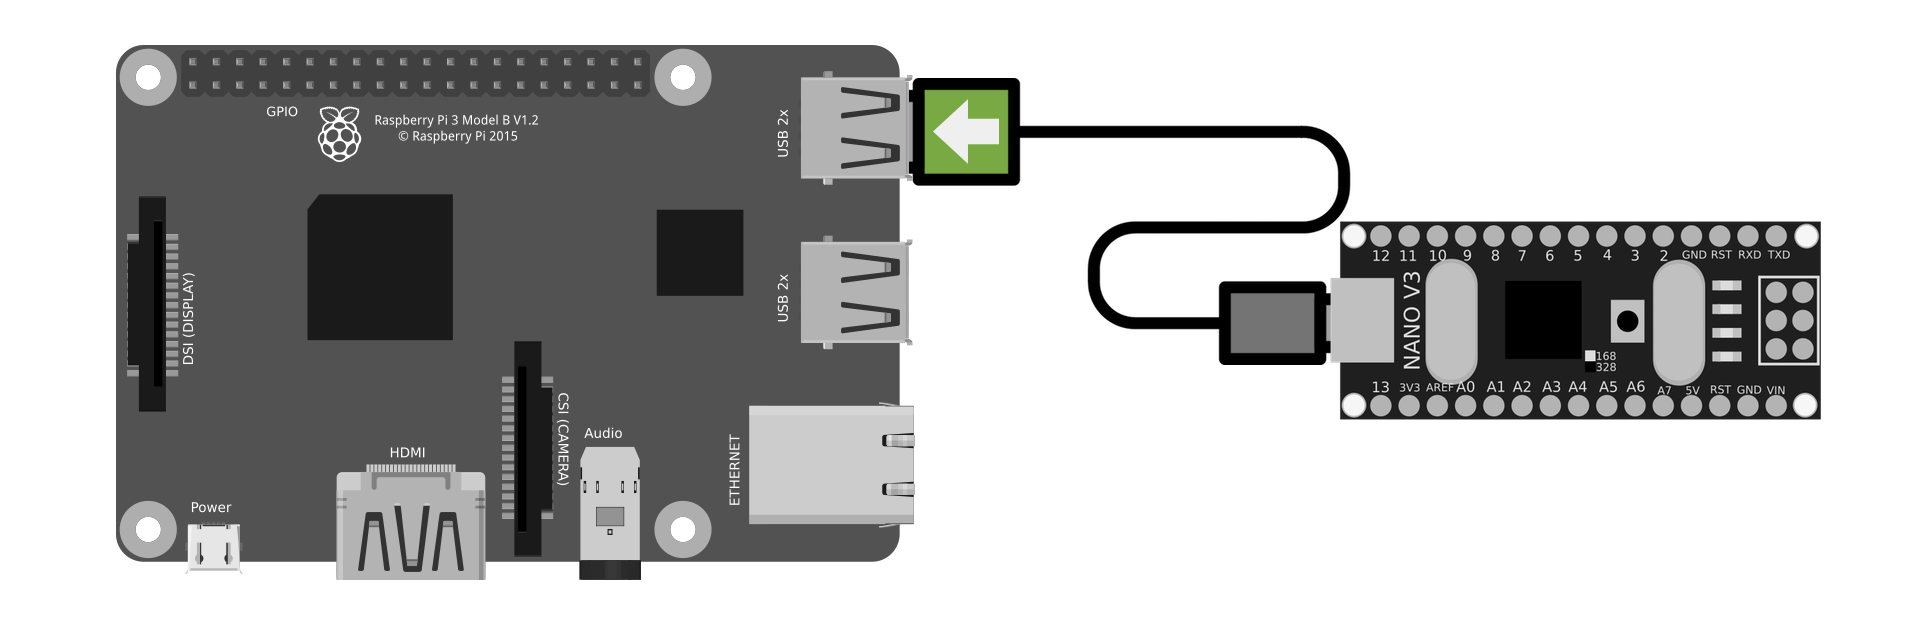 GPIO
Raspberry Pi 3 Model B V1.2
© Raspberry Pi 2015
USB 2x
DSI (DISPLAY)
USB 2x
CSI (CAMERA)
Audio
HDMI
ETHERNET
Power
12 11 10 9 8 7 6 5 4 3 2 GND RST RXD TXD
NANO V3
168
328
13 3V3 AREF A0 A1 A2 A3 A4 A5 A6 A7 5V RST GND VIN